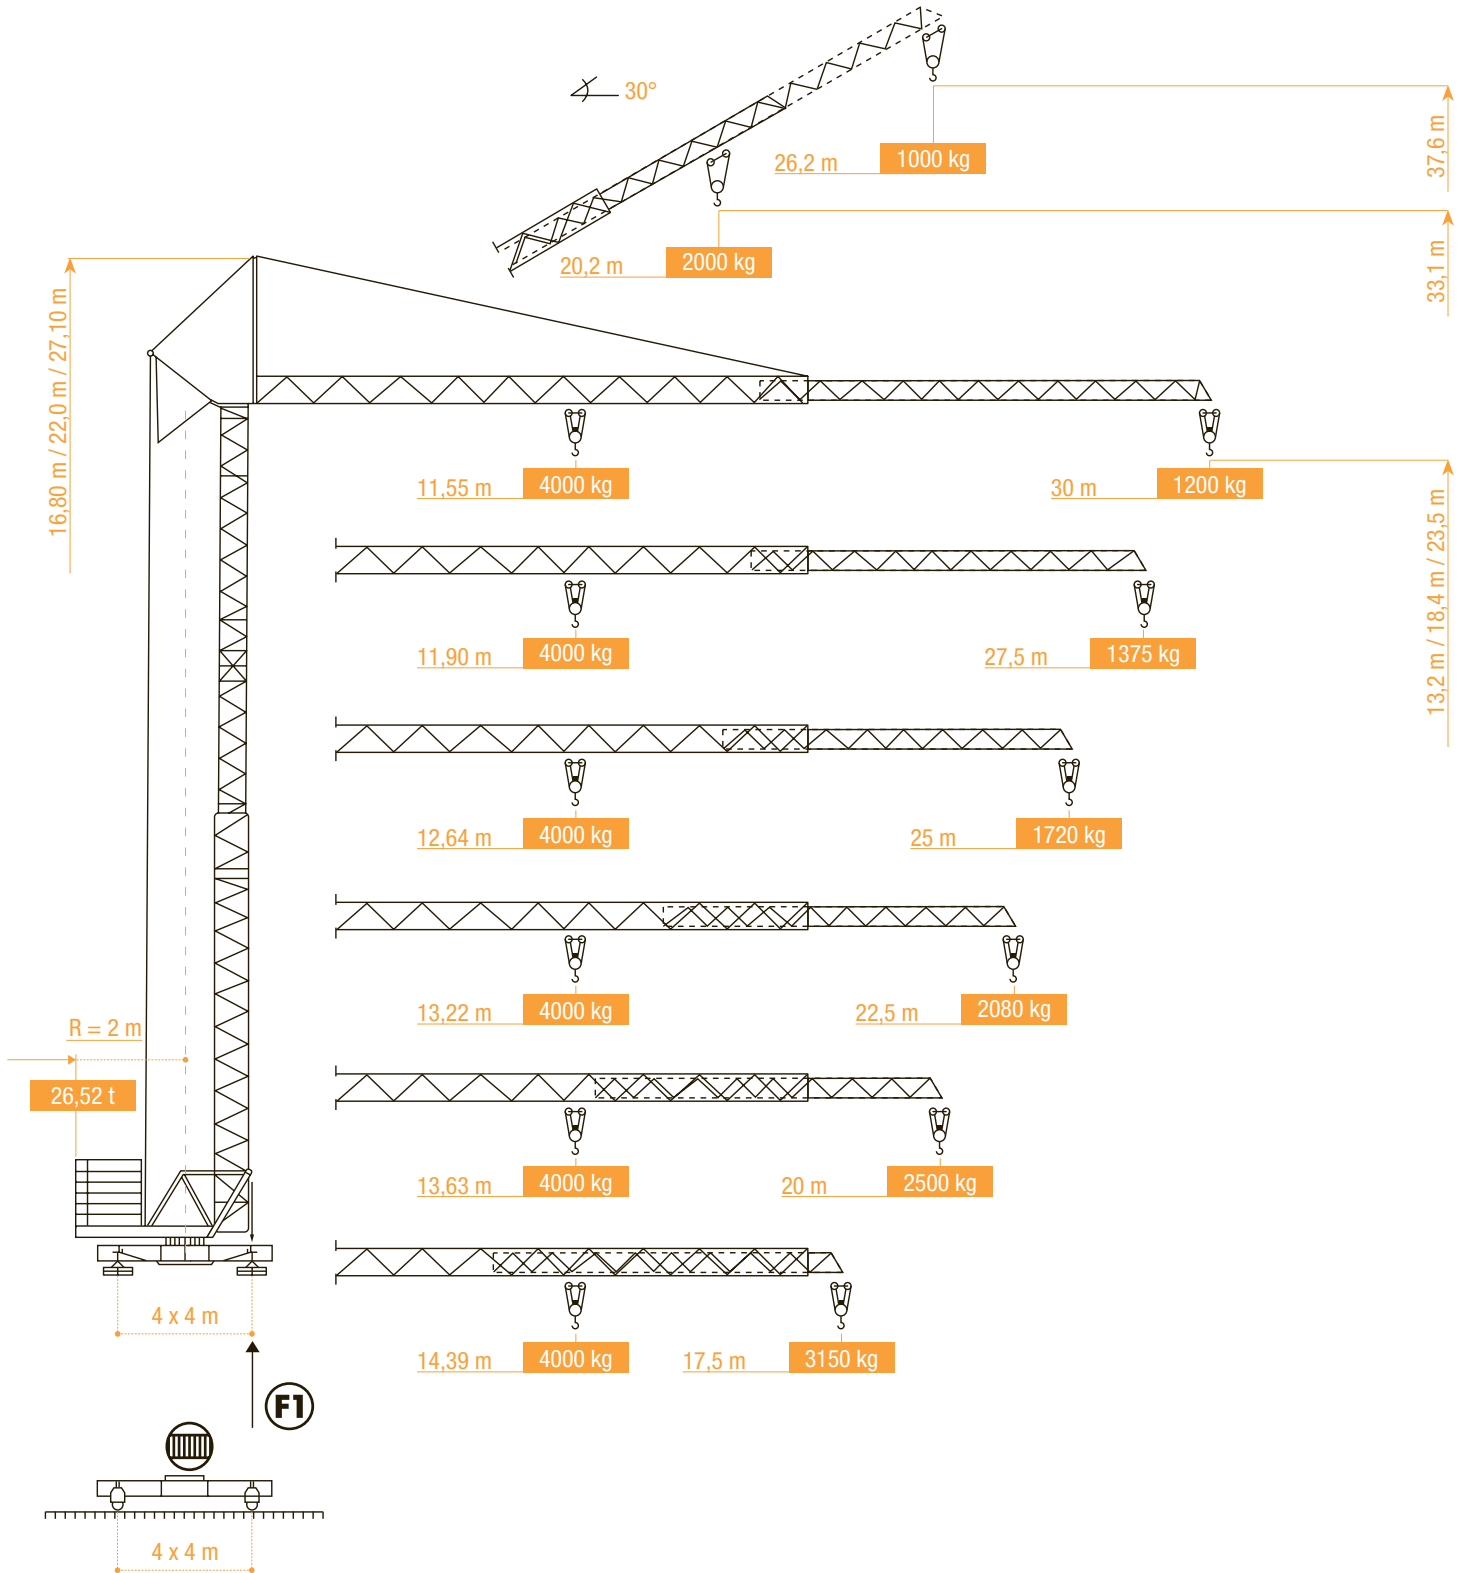 30°
37,6 m
26,2 m 1000 kg
33,1 m
20,2 m 2000 kg
16,80 m / 22,0 m / 27,10 m
11,55 m 4000 kg 30 m 1200 kg
13,2 m / 18,4 m / 23,5 m
11,90 m 4000 kg 27,5 m 1375 kg
12,64 m 4000 kg 25 m 1720 kg
13,22 m 4000 kg 22,5 m 2080 kg
R = 2 m
26,52 t
13,63 m 4000 kg 20 m 2500 kg
4 x 4 m
14,39 m 4000 kg 17,5 m 3150 kg
F1
4 x 4 m